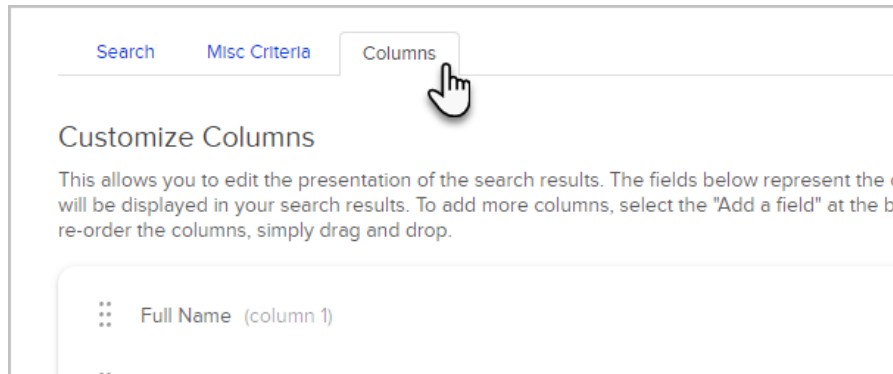 Search Misc Criteria Columns
Customize Columns
This allows you to edit the presentation of the search results. The fields below represent the
will be displayed in your search results. To add more columns, select the "Add a field" at the
re-order the columns, simply drag and drop.
Full Name (column 1)